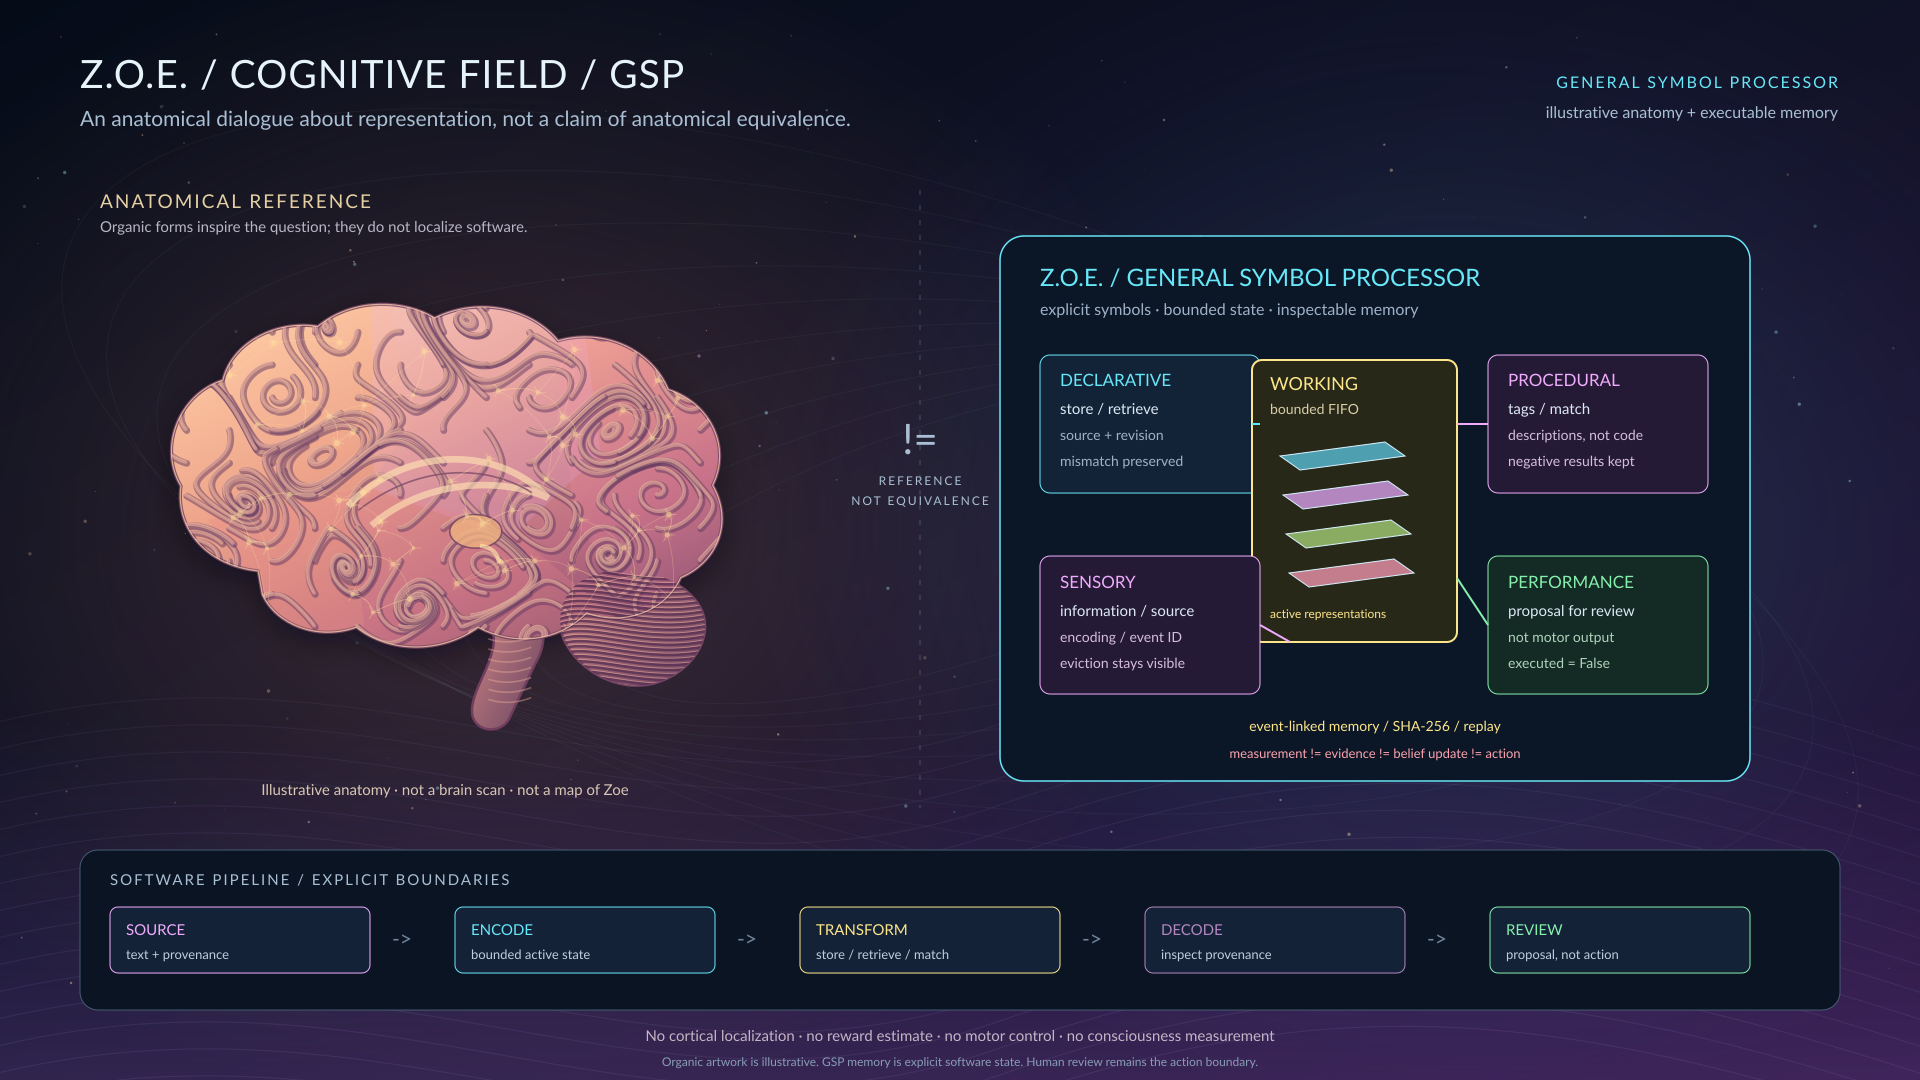 Z.O.E. / COGNITIVE FIELD / GSP
An anatomical dialogue about representation, not a claim of anatomical equivalence.
GENERAL SYMBOL PROCESSOR
illustrative anatomy + executable memory
ANATOMICAL REFERENCE
Organic forms inspire the question; they do not localize software.
!=
REFERENCE
NOT EQUIVALENCE
Illustrative anatomy · not a brain scan · not a map of Zoe
Z.O.E. / GENERAL SYMBOL PROCESSOR
explicit symbols · bounded state · inspectable memory
DECLARATIVE
store / retrieve
source + revision
mismatch preserved
WORKING
bounded FIFO
active representations
PROCEDURAL
tags / match
descriptions, not code
negative results kept
SENSORY
information / source
encoding / event ID
eviction stays visible
PERFORMANCE
proposal for review
not motor output
executed = False
event-linked memory / SHA-256 / replay
measurement != evidence != belief update != action
SOFTWARE PIPELINE / EXPLICIT BOUNDARIES
SOURCE
text + provenance
->
ENCODE
bounded active state
->
TRANSFORM
store / retrieve / match
->
DECODE
inspect provenance
->
REVIEW
proposal, not action
No cortical localization · no reward estimate · no motor control · no consciousness measurement
Organic artwork is illustrative. GSP memory is explicit software state. Human review remains the action boundary.